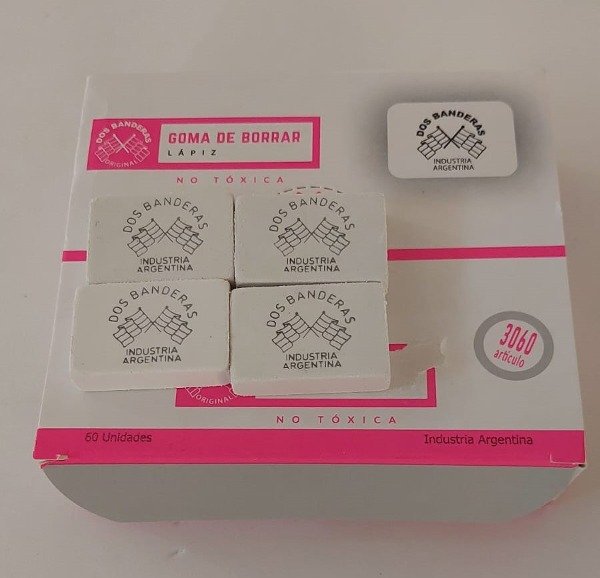 DOS BANDERAS
ORIGINAL
GOMA DE BORRAR
LÁPIZ
NO TÓXICA
DOS BANDERAS
INDUSTRIA
ARGENTINA
DOS BANDERAS
INDUSTRIA
ARGENTINA
DOS BANDERAS
INDUSTRIA
ARGENTINA
DOS BANDERAS
INDUSTRIA
ARGENTINA
DOS BANDERAS
INDUSTRIA
ARGENTINA
3060
artículo
ORIGINAL
NO TÓXICA
60 Unidades
Industria Argentina